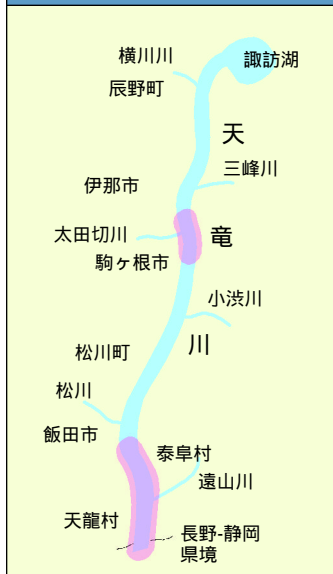 諏訪湖
横川川
辰野町
天
三峰川
伊那市
太田切川
竜
駒ヶ根市
小渋川
川
松川町
松川
飯田市
泰阜村
遠山川
天龍村
長野-静岡
県境